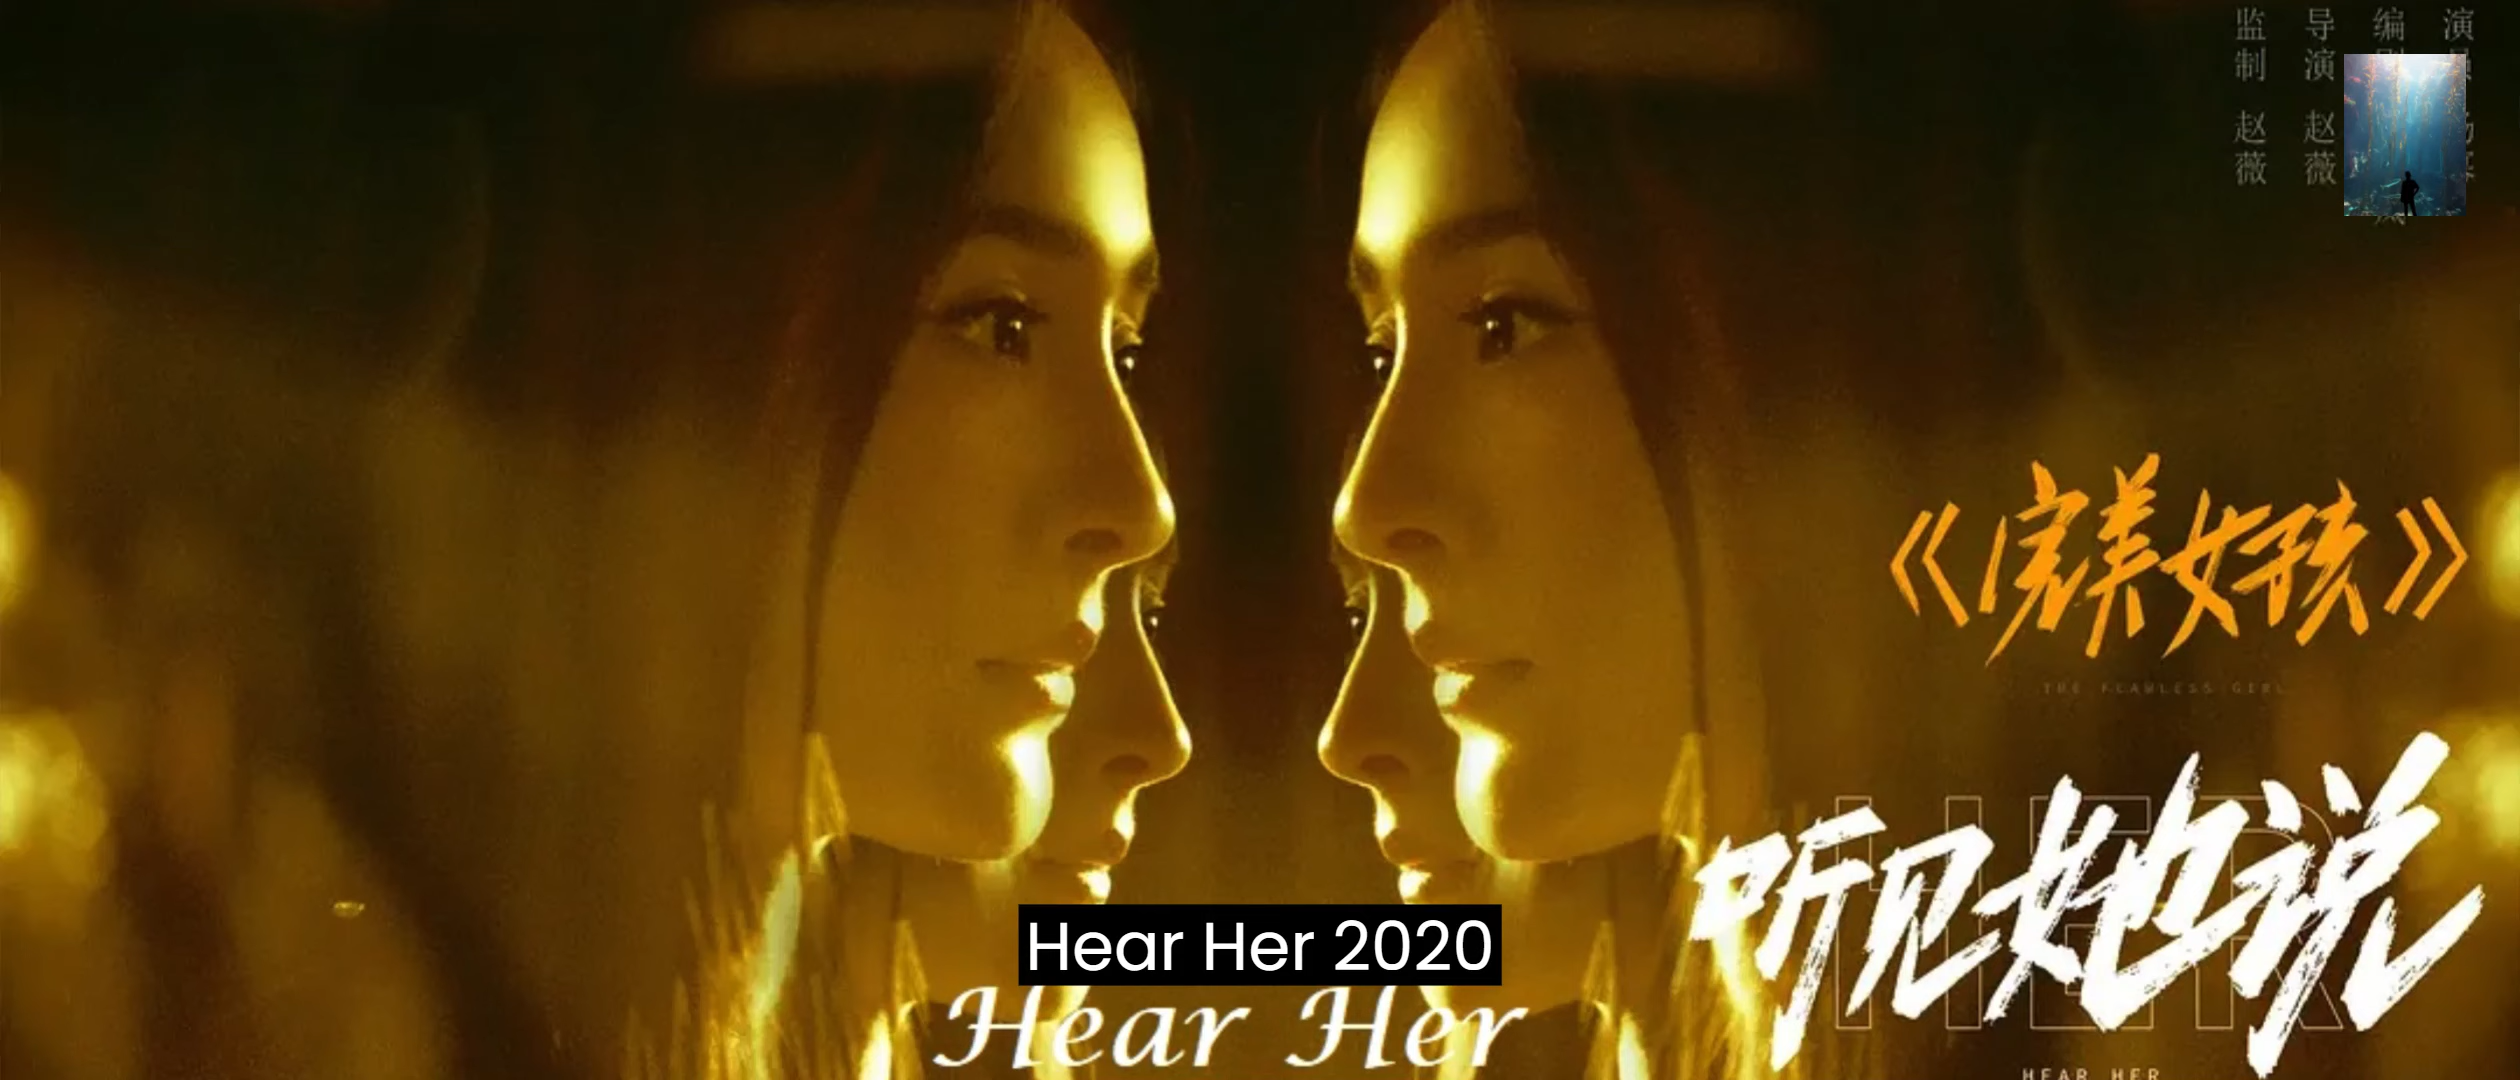 监制 赵薇
导演 赵薇
编
演
《完美女孩》
THE FLAWLESS GIRL
HER
听见她说
HEAR HER
Hear Her 2020
Hear Her